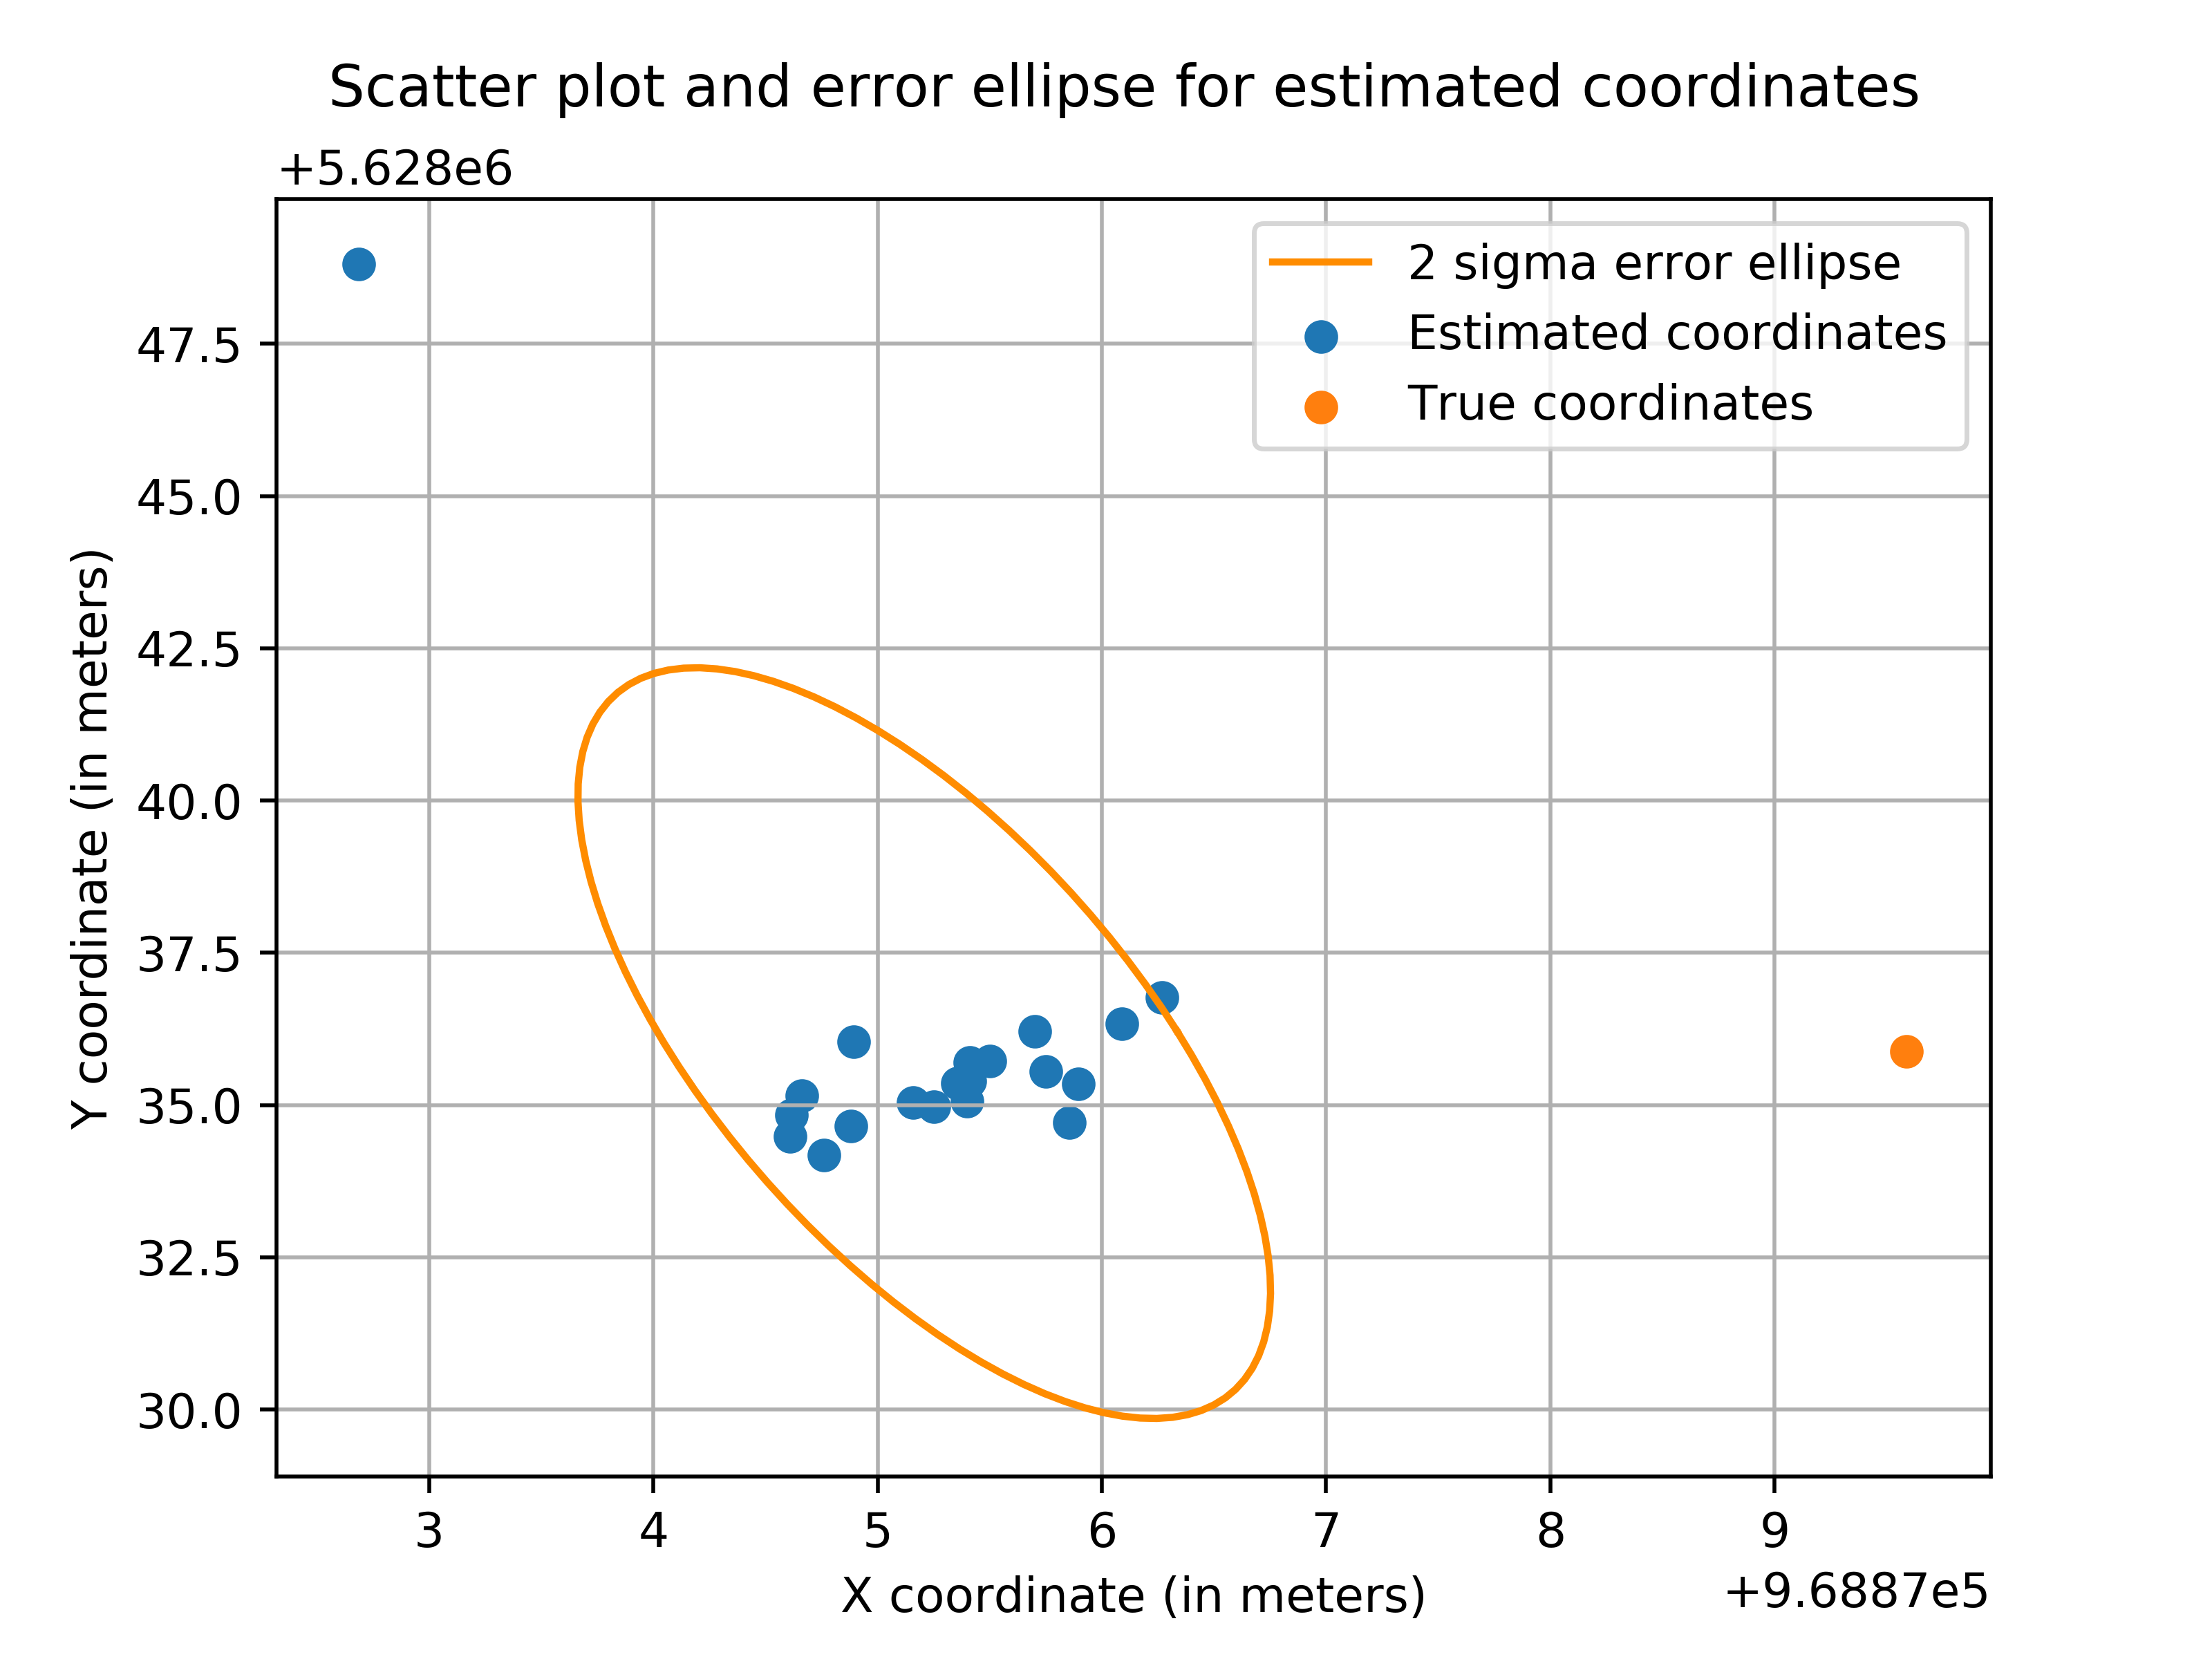 Scatter plot and error ellipse for estimated coordinates
+5.628e6
2 sigma error ellipse
Estimated coordinates
True coordinates
47.5
45.0
42.5
40.0
37.5
35.0
32.5
30.0
Y coordinate (in meters)
3 4 5 6 7 8 9
+9.6887e5
X coordinate (in meters)